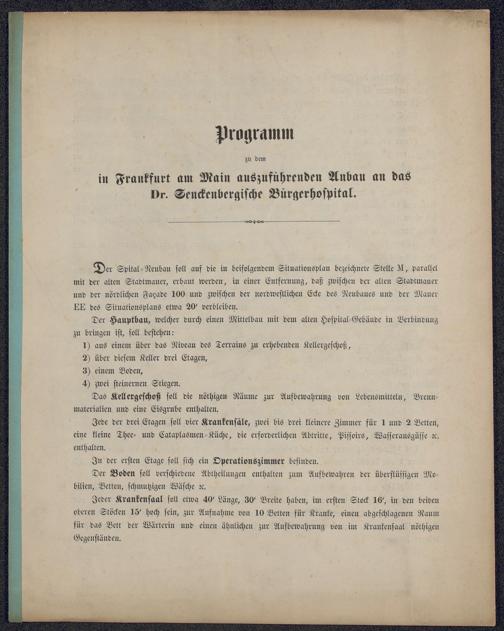 Programm
zu dem
in Frankfurt am Main auszuführenden Anbau an das
Dr. Senckenbergische Bürgerhospital.
Der Spital-Neubau soll auf die in beifolgendem Situationsplan bezeichnete Stelle M, parallel
mit der alten Stadtmauer, erbaut werden, in einer Entfernung, daß zwischen der alten Stadtmauer
und der nördlichen Façade 100 und zwischen der nordwestlichen Ecke des Neubaues und der Mauer
EE des Situationsplans etwa 20' verbleiben.
Der Hauptbau, welcher durch einen Mittelbau mit dem alten Hospital-Gebäude in Verbindung
zu bringen ist, soll bestehen:
1) aus einem über das Niveau des Terrains zu erhebenden Kellergeschoß,
2) über diesem Keller drei Etagen,
3) einem Boden,
4) zwei steinernen Stiegen.
Das Kellergeschoß soll die nöthigen Räume zur Aufbewahrung von Lebensmitteln, Brenn-
materialien und eine Eisgrube enthalten.
Jede der drei Etagen soll vier Krankensäle, zwei bis drei kleinere Zimmer für 1 und 2 Betten,
eine kleine Thee- und Cataplasmen-Küche, die erforderlichen Abtritte, Pissoirs, Wasserausgüsse ꝛc.
enthalten.
In der ersten Etage soll sich ein Operationszimmer befinden.
Der Boden soll verschiedene Abtheilungen enthalten zum Aufbewahren der überflüssigen Mo-
bilien, Betten, schmutzigen Wäsche ꝛc.
Jeder Krankensaal soll etwa 40' Länge, 30' Breite haben, im ersten Stock 16', in den beiden
oberen Stöcken 15' hoch sein, zur Aufnahme von 10 Betten für Kranke, einen abgeschlagenen Raum
für das Bett der Wärterin und einen ähnlichen zur Aufbewahrung von im Krankensaal nöthigen
Gegenständen.